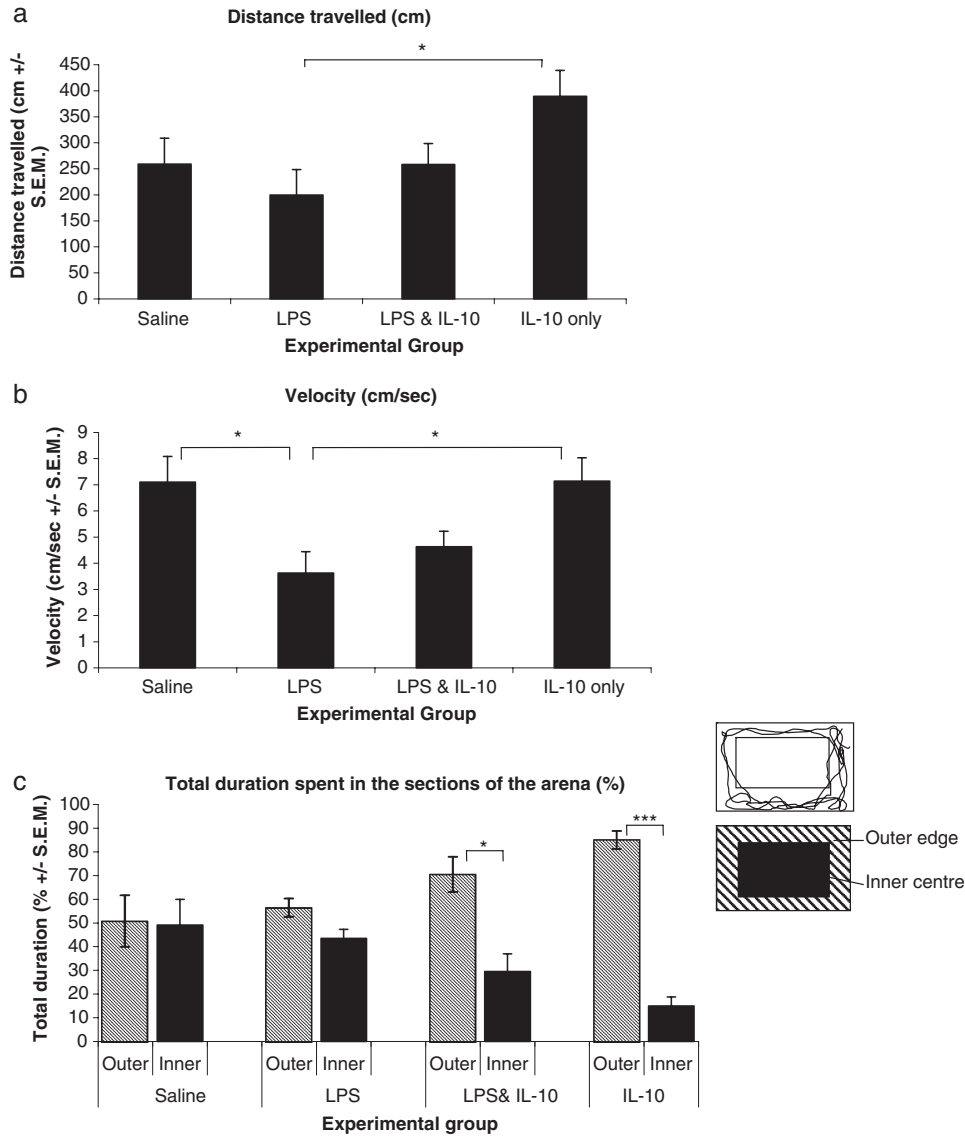 a
Distance travelled (cm)
Distance travelled (cm +/-
S.E.M.)
450
400
350
300
250
200
150
100
50
0
*
Saline LPS LPS & IL-10 IL-10 only
Experimental Group
b
Velocity (cm/sec)
Velocity (cm/sec +/- S.E.M.)
9
8
7
6
5
4
3
2
1
0
* *
Saline LPS LPS & IL-10 IL-10 only
Experimental Group
c
Total duration spent in the sections of the arena (%)
Total duration (% +/- S.E.M.)
100
90
80
70
60
50
40
30
20
10
0
* ***
Outer Inner Outer Inner Outer Inner Outer Inner
Saline LPS LPS& IL-10 IL-10
Experimental group
Outer edge
Inner centre